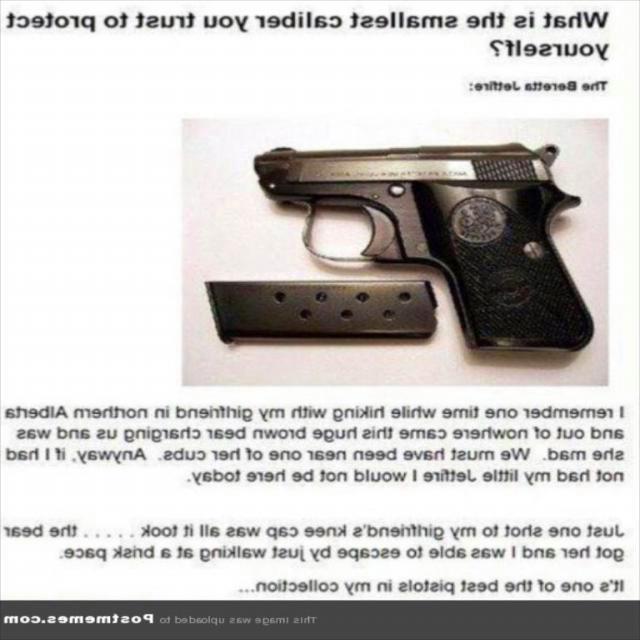 What is the smallest caliber you trust to protect
yourself?
The Beretta Jetfire:
I remember one time while hiking with my girlfriend in northern Alberta
and out of nowhere came this huge brown bear charging us and was
she mad. We must have been near one of her cubs. Anyway, if I had
not had my little Jetfire I would not be here today.
Just one shot to my girlfriend's knee cap was all it took . . . . . the bear
got her and I was able to escape by just walking at a brisk pace.
It's one of the best pistols in my collection...
This image was uploaded to Postmemes.com